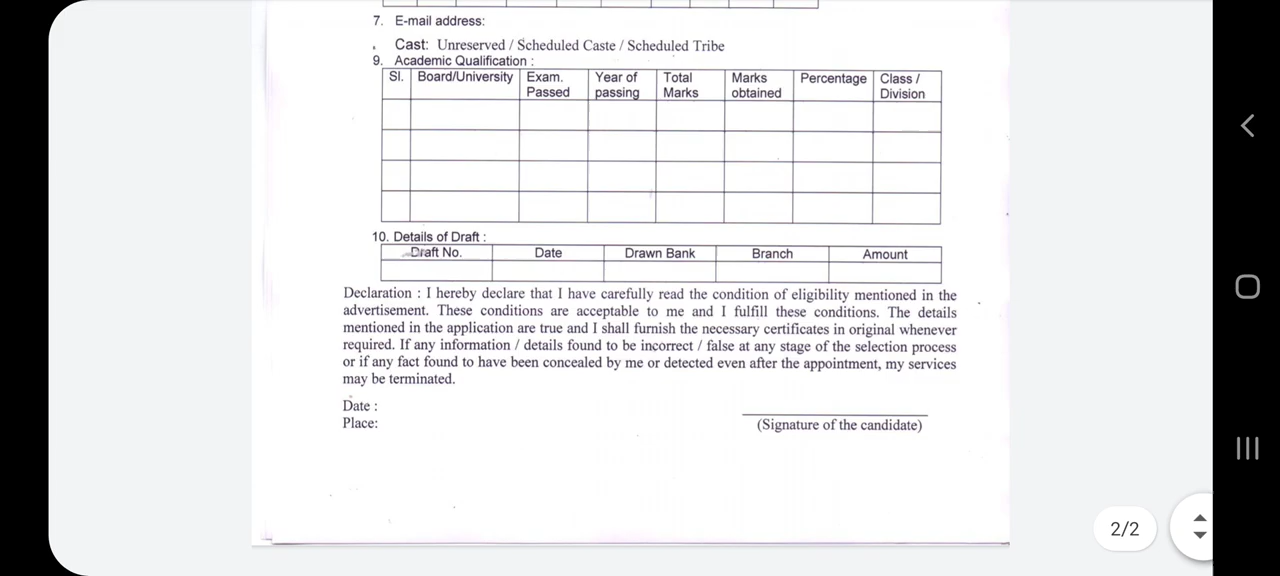 7. E-mail address:
Cast: Unreserved / Scheduled Caste / Scheduled Tribe
9. Academic Qualification :
Sl. Board/University Exam. Passed Year of passing Total Marks Marks obtained Percentage Class / Division
10. Details of Draft :
Draft No. Date Drawn Bank Branch Amount
Declaration : I hereby declare that I have carefully read the condition of eligibility mentioned in the
advertisement. These conditions are acceptable to me and I fulfill these conditions. The details
mentioned in the application are true and I shall furnish the necessary certificates in original whenever
required. If any information / details found to be incorrect / false at any stage of the selection process
or if any fact found to have been concealed by me or detected even after the appointment, my services
may be terminated.
Date :
Place:
(Signature of the candidate)
2/2